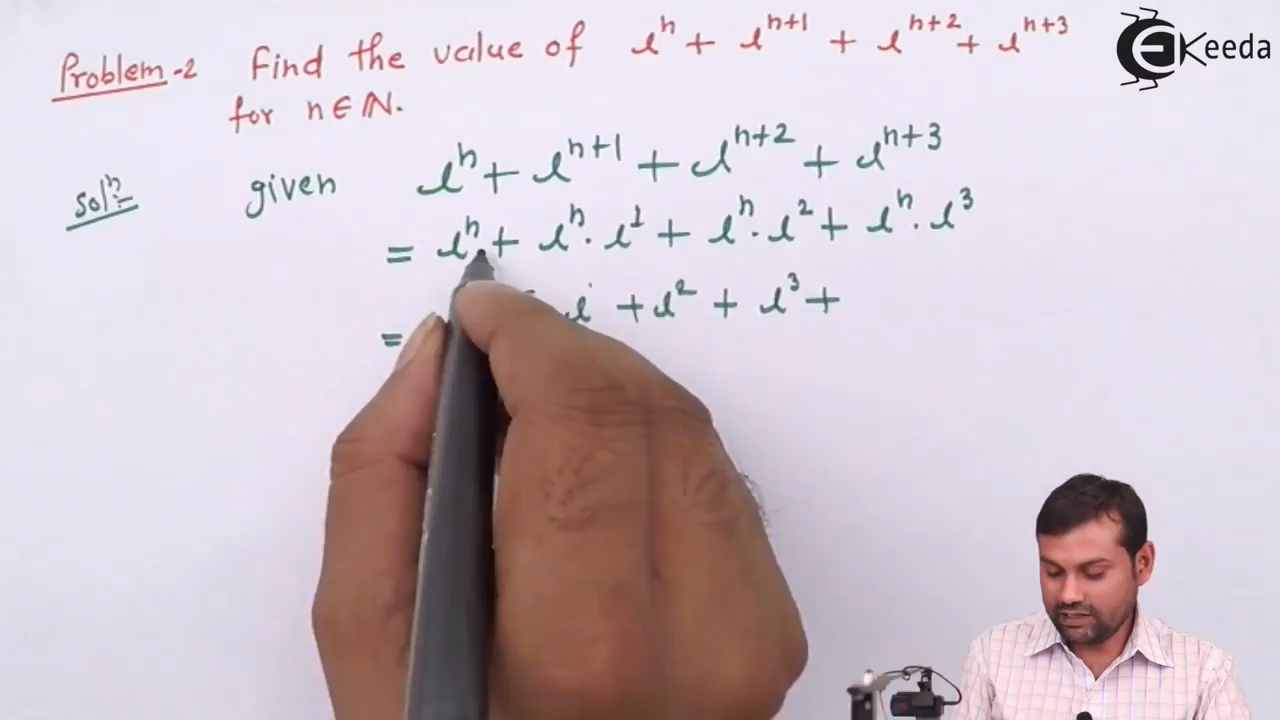 Problem-2 Find the value of i^n + i^{n+1} + i^{n+2} + i^{n+3}
for n ∈ ℕ.
Solⁿ:- given i^n + i^{n+1} + i^{n+2} + i^{n+3}
= i^n + i^n · i^1 + i^n · i^2 + i^n · i^3
= i + i^2 + i^3 +
EKeeda